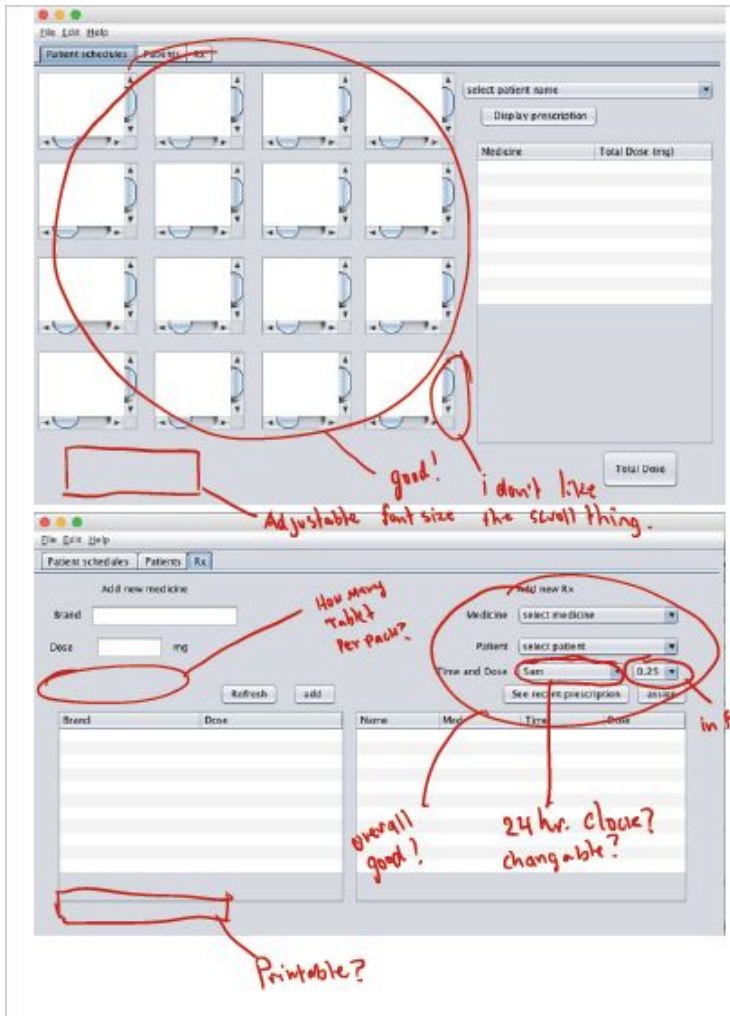 File Edit Help
Patient schedules Patients Rx
select patient name
Display prescription
Medicine Total Dose (mg)
Total Dose
good!
i don't like
the scroll thing.
Adjustable font size
File Edit Help
Patient schedules Patients Rx
Add new medicine
Brand
Dose mg
Refresh add
Brand Dose
How many
Tablet
Per pack?
Add new Rx
Medicine select medicine
Patient select patient
Time and Dose 5am 0.25
See recent prescription assign
in
Name Med Time Dose
overall
good!
24 hr. clock?
changable?
Printable?